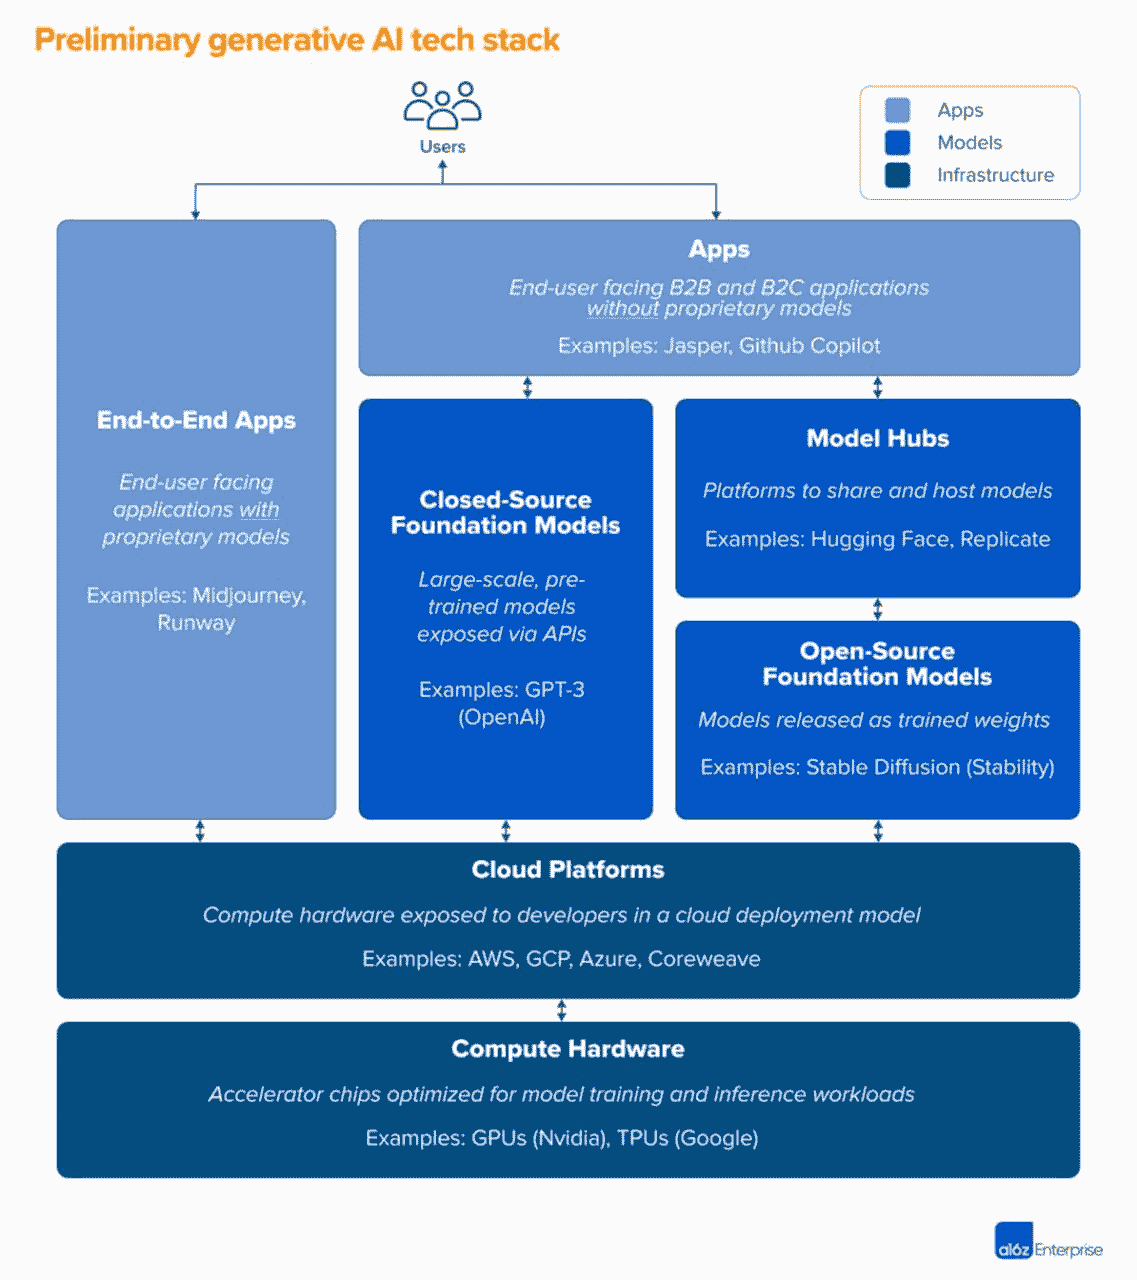 Preliminary generative AI tech stack
Users
Apps
Models
Infrastructure
Apps
End-user facing B2B and B2C applications
without proprietary models
Examples: Jasper, Github Copilot
End-to-End Apps
End-user facing
applications with
proprietary models
Examples: Midjourney,
Runway
Closed-Source
Foundation Models
Large-scale, pre-
trained models
exposed via APIs
Examples: GPT-3
(OpenAI)
Model Hubs
Platforms to share and host models
Examples: Hugging Face, Replicate
Open-Source
Foundation Models
Models released as trained weights
Examples: Stable Diffusion (Stability)
Cloud Platforms
Compute hardware exposed to developers in a cloud deployment model
Examples: AWS, GCP, Azure, Coreweave
Compute Hardware
Accelerator chips optimized for model training and inference workloads
Examples: GPUs (Nvidia), TPUs (Google)
a16z Enterprise